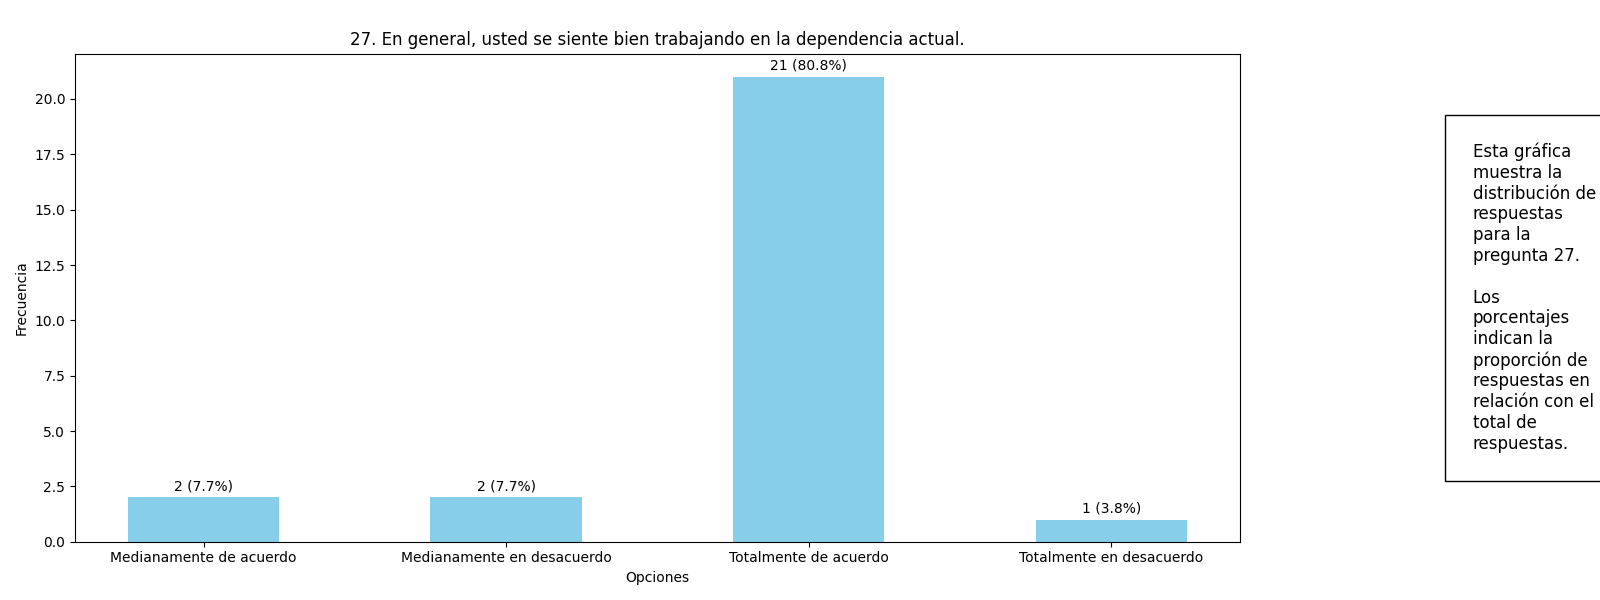 27. En general, usted se siente bien trabajando en la dependencia actual.
21 (80.8%)
20.0
17.5
15.0
12.5
10.0
7.5
5.0
2.5
0.0
Frecuencia
2 (7.7%)
2 (7.7%)
1 (3.8%)
Medianamente de acuerdo
Medianamente en desacuerdo
Totalmente de acuerdo
Totalmente en desacuerdo
Opciones
Esta gráfica
muestra la
distribución de
respuestas
para la
pregunta 27.
Los
porcentajes
indican la
proporción de
respuestas en
relación con el
total de
respuestas.